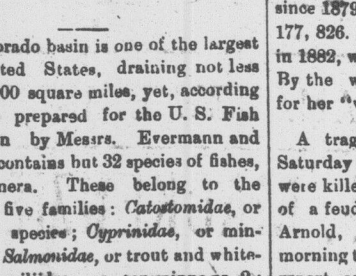 orado basin is one of the largest
ted States, draining not less
00 square miles, yet, according
prepared for the U. S. Fish
n by Messrs. Evermann and
contains but 32 species of fishes,
nera. These belong to the
five families: Catostomidae, or
species; Cyprinidae, or min-
Salmonidae, or trout and white-
since 1879
177, 826.
in 1882, w
By the w
for her "
A trag
Saturday
were kille
of a feud
Arnold,
morning